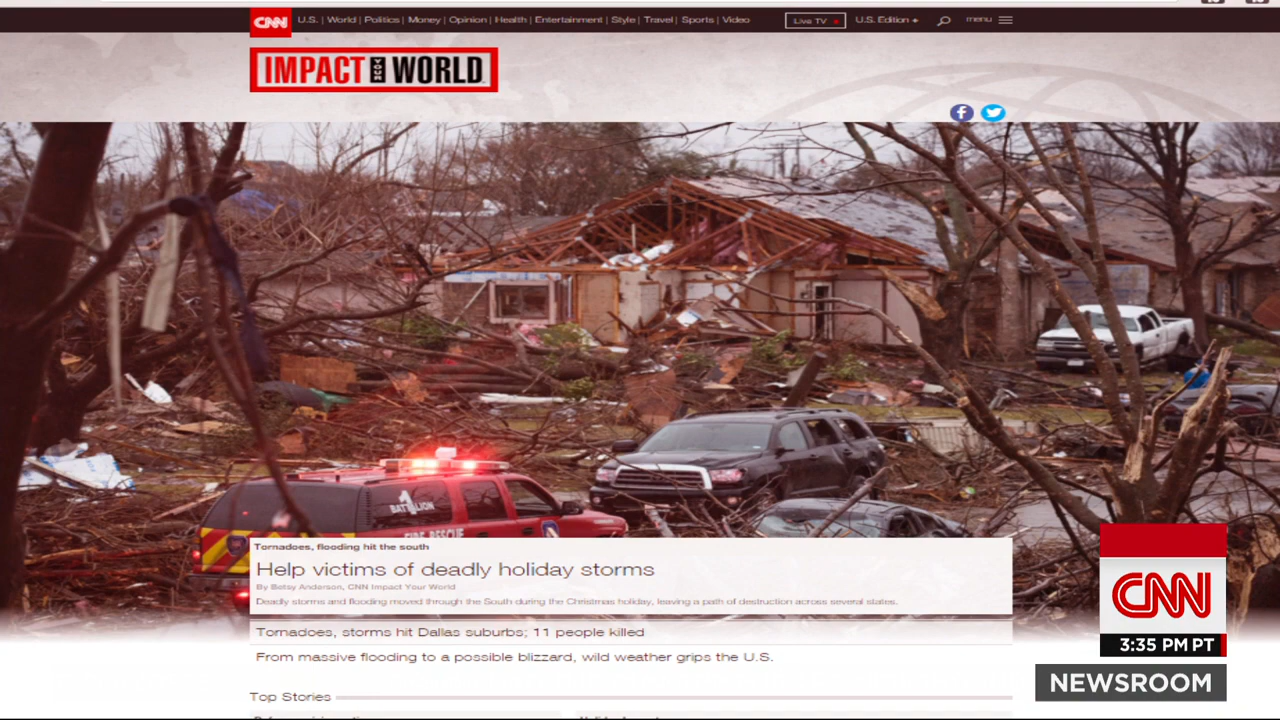 CNN U.S. | World | Politics | Money | Opinion | Health | Entertainment | Style | Travel | Sports | Video Live TV U.S. Edition + menu
IMPACT YOUR WORLD
BATTALION 1
FIRE RESCUE
Tornadoes, flooding hit the south
Help victims of deadly holiday storms
By Betsy Anderson, CNN Impact Your World
Deadly storms and flooding moved through the South during the Christmas holiday, leaving a path of destruction across several states.
Tornadoes, storms hit Dallas suburbs; 11 people killed
From massive flooding to a possible blizzard, wild weather grips the U.S.
Top Stories
CNN
3:35 PM PT
NEWSROOM